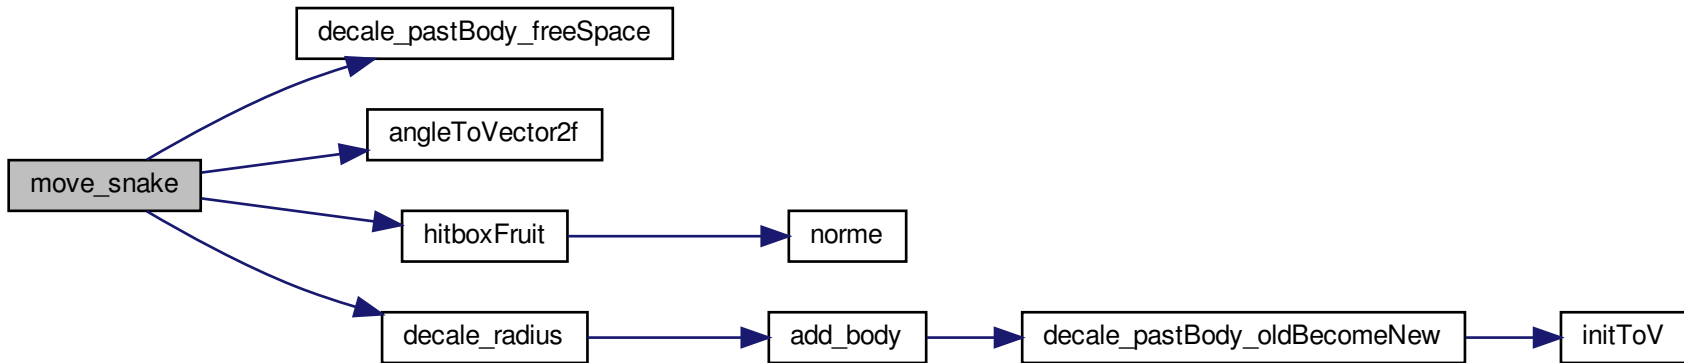 decale_pastBody_freeSpace
angleToVector2f
move_snake
hitboxFruit
norme
decale_radius
add_body
decale_pastBody_oldBecomeNew
initToV